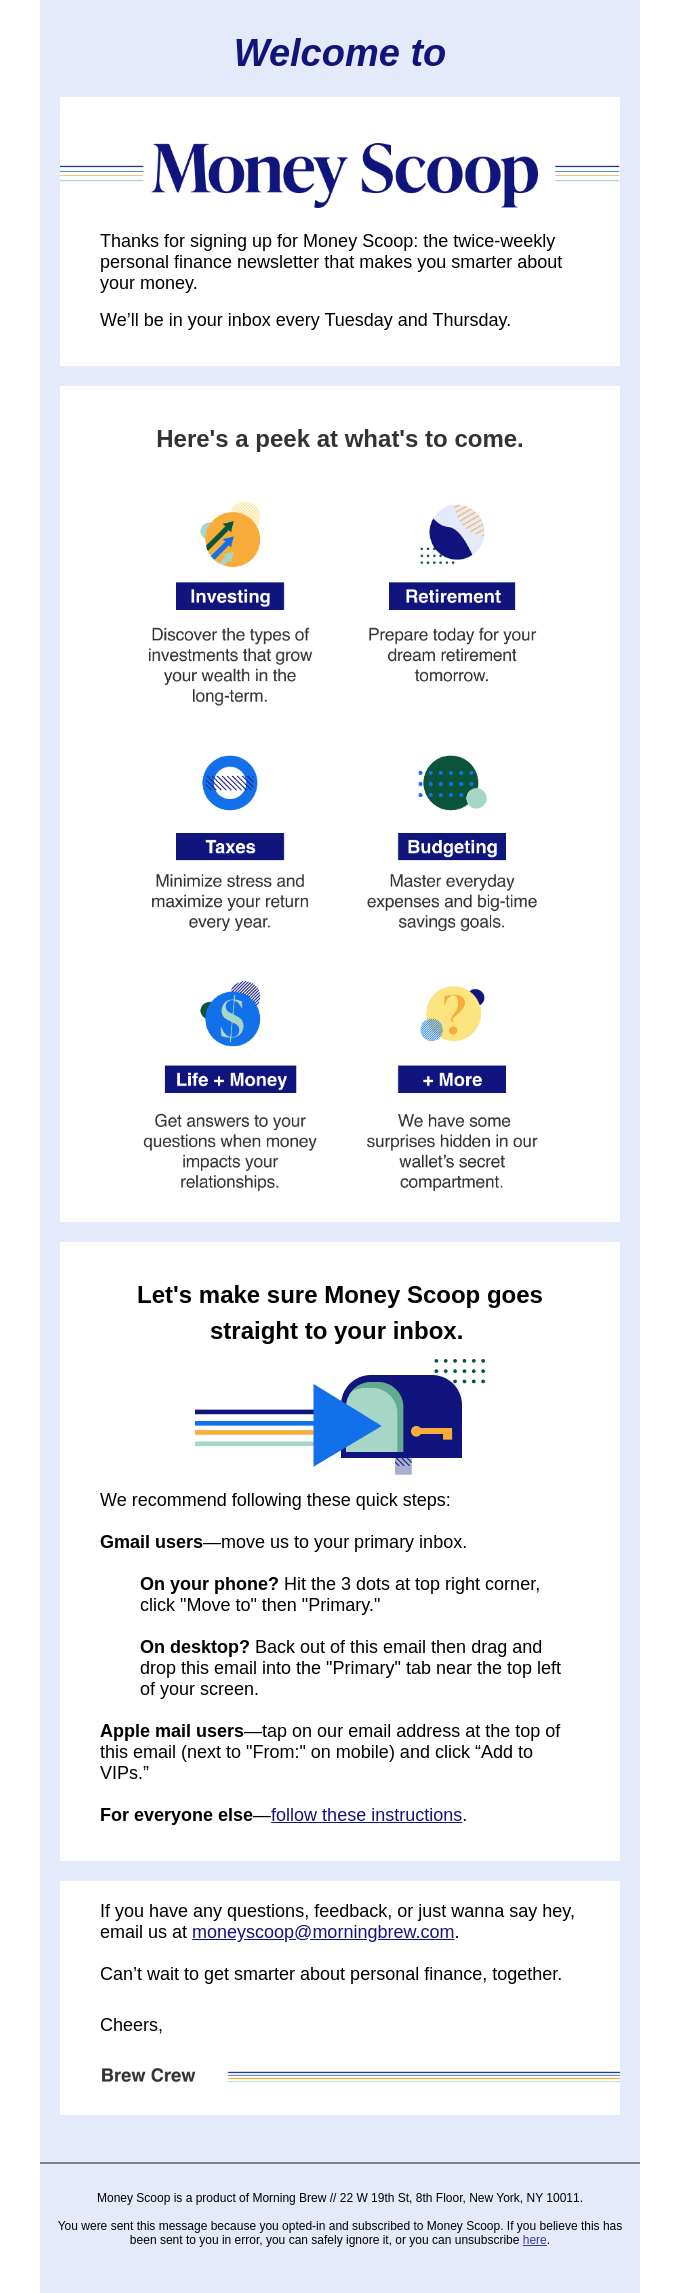 Welcome to
Money Scoop
Thanks for signing up for Money Scoop: the twice-weekly
personal finance newsletter that makes you smarter about
your money.
We’ll be in your inbox every Tuesday and Thursday.
Here's a peek at what's to come.
Investing
Discover the types of
investments that grow
your wealth in the
long-term.
Retirement
Prepare today for your
dream retirement
tomorrow.
Taxes
Minimize stress and
maximize your return
every year.
Budgeting
Master everyday
expenses and big-time
savings goals.
$
Life + Money
Get answers to your
questions when money
impacts your
relationships.
?
+ More
We have some
surprises hidden in our
wallet’s secret
compartment.
Let's make sure Money Scoop goes
straight to your inbox.
We recommend following these quick steps:
Gmail users—move us to your primary inbox.
On your phone? Hit the 3 dots at top right corner,
click "Move to" then "Primary."
On desktop? Back out of this email then drag and
drop this email into the "Primary" tab near the top left
of your screen.
Apple mail users—tap on our email address at the top of
this email (next to "From:" on mobile) and click “Add to
VIPs.”
For everyone else—follow these instructions.
If you have any questions, feedback, or just wanna say hey,
email us at moneyscoop@morningbrew.com.
Can’t wait to get smarter about personal finance, together.
Cheers,
Brew Crew
Money Scoop is a product of Morning Brew // 22 W 19th St, 8th Floor, New York, NY 10011.
You were sent this message because you opted-in and subscribed to Money Scoop. If you believe this has
been sent to you in error, you can safely ignore it, or you can unsubscribe here.